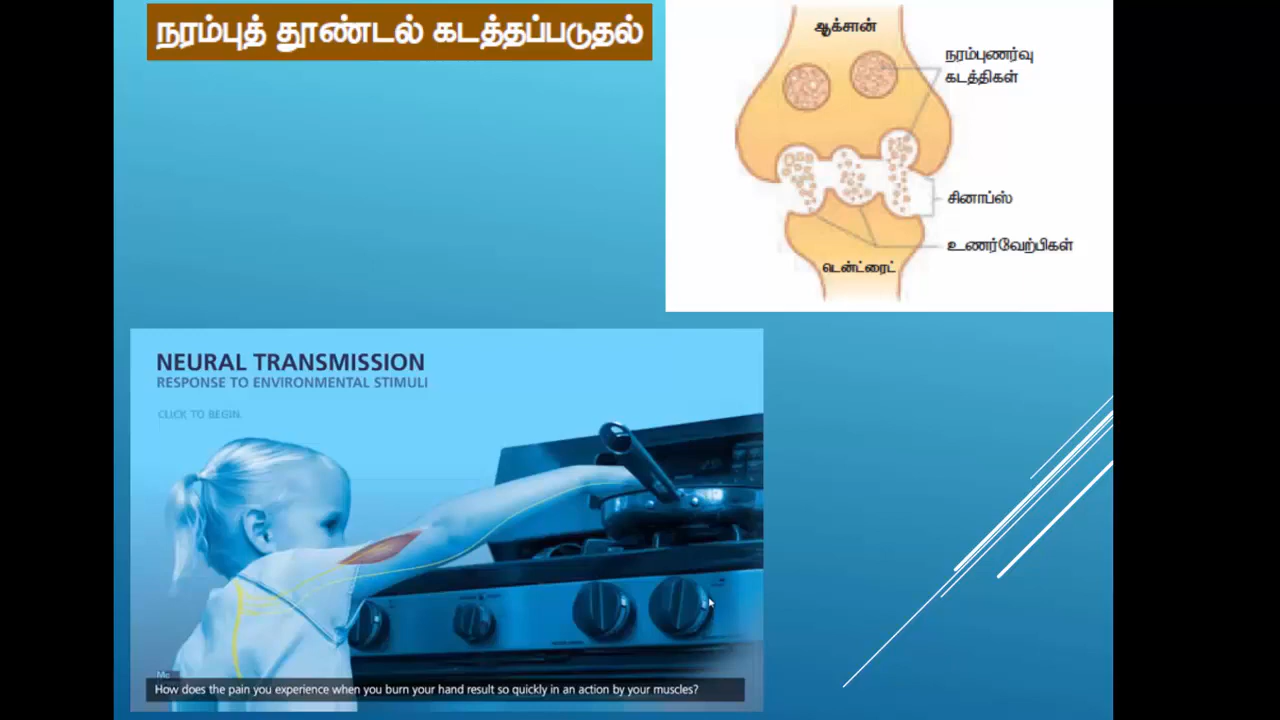 நரம்புத் தூண்டல் கடத்தப்படுதல்
ஆக்சான்
நரம்புணர்வு
கடத்திகள்
சினாப்ஸ்
உணர்வேற்பிகள்
டென்ட்ரைட்
NEURAL TRANSMISSION
RESPONSE TO ENVIRONMENTAL STIMULI
CLICK TO BEGIN.
How does the pain you experience when you burn your hand result so quickly in an action by your muscles?